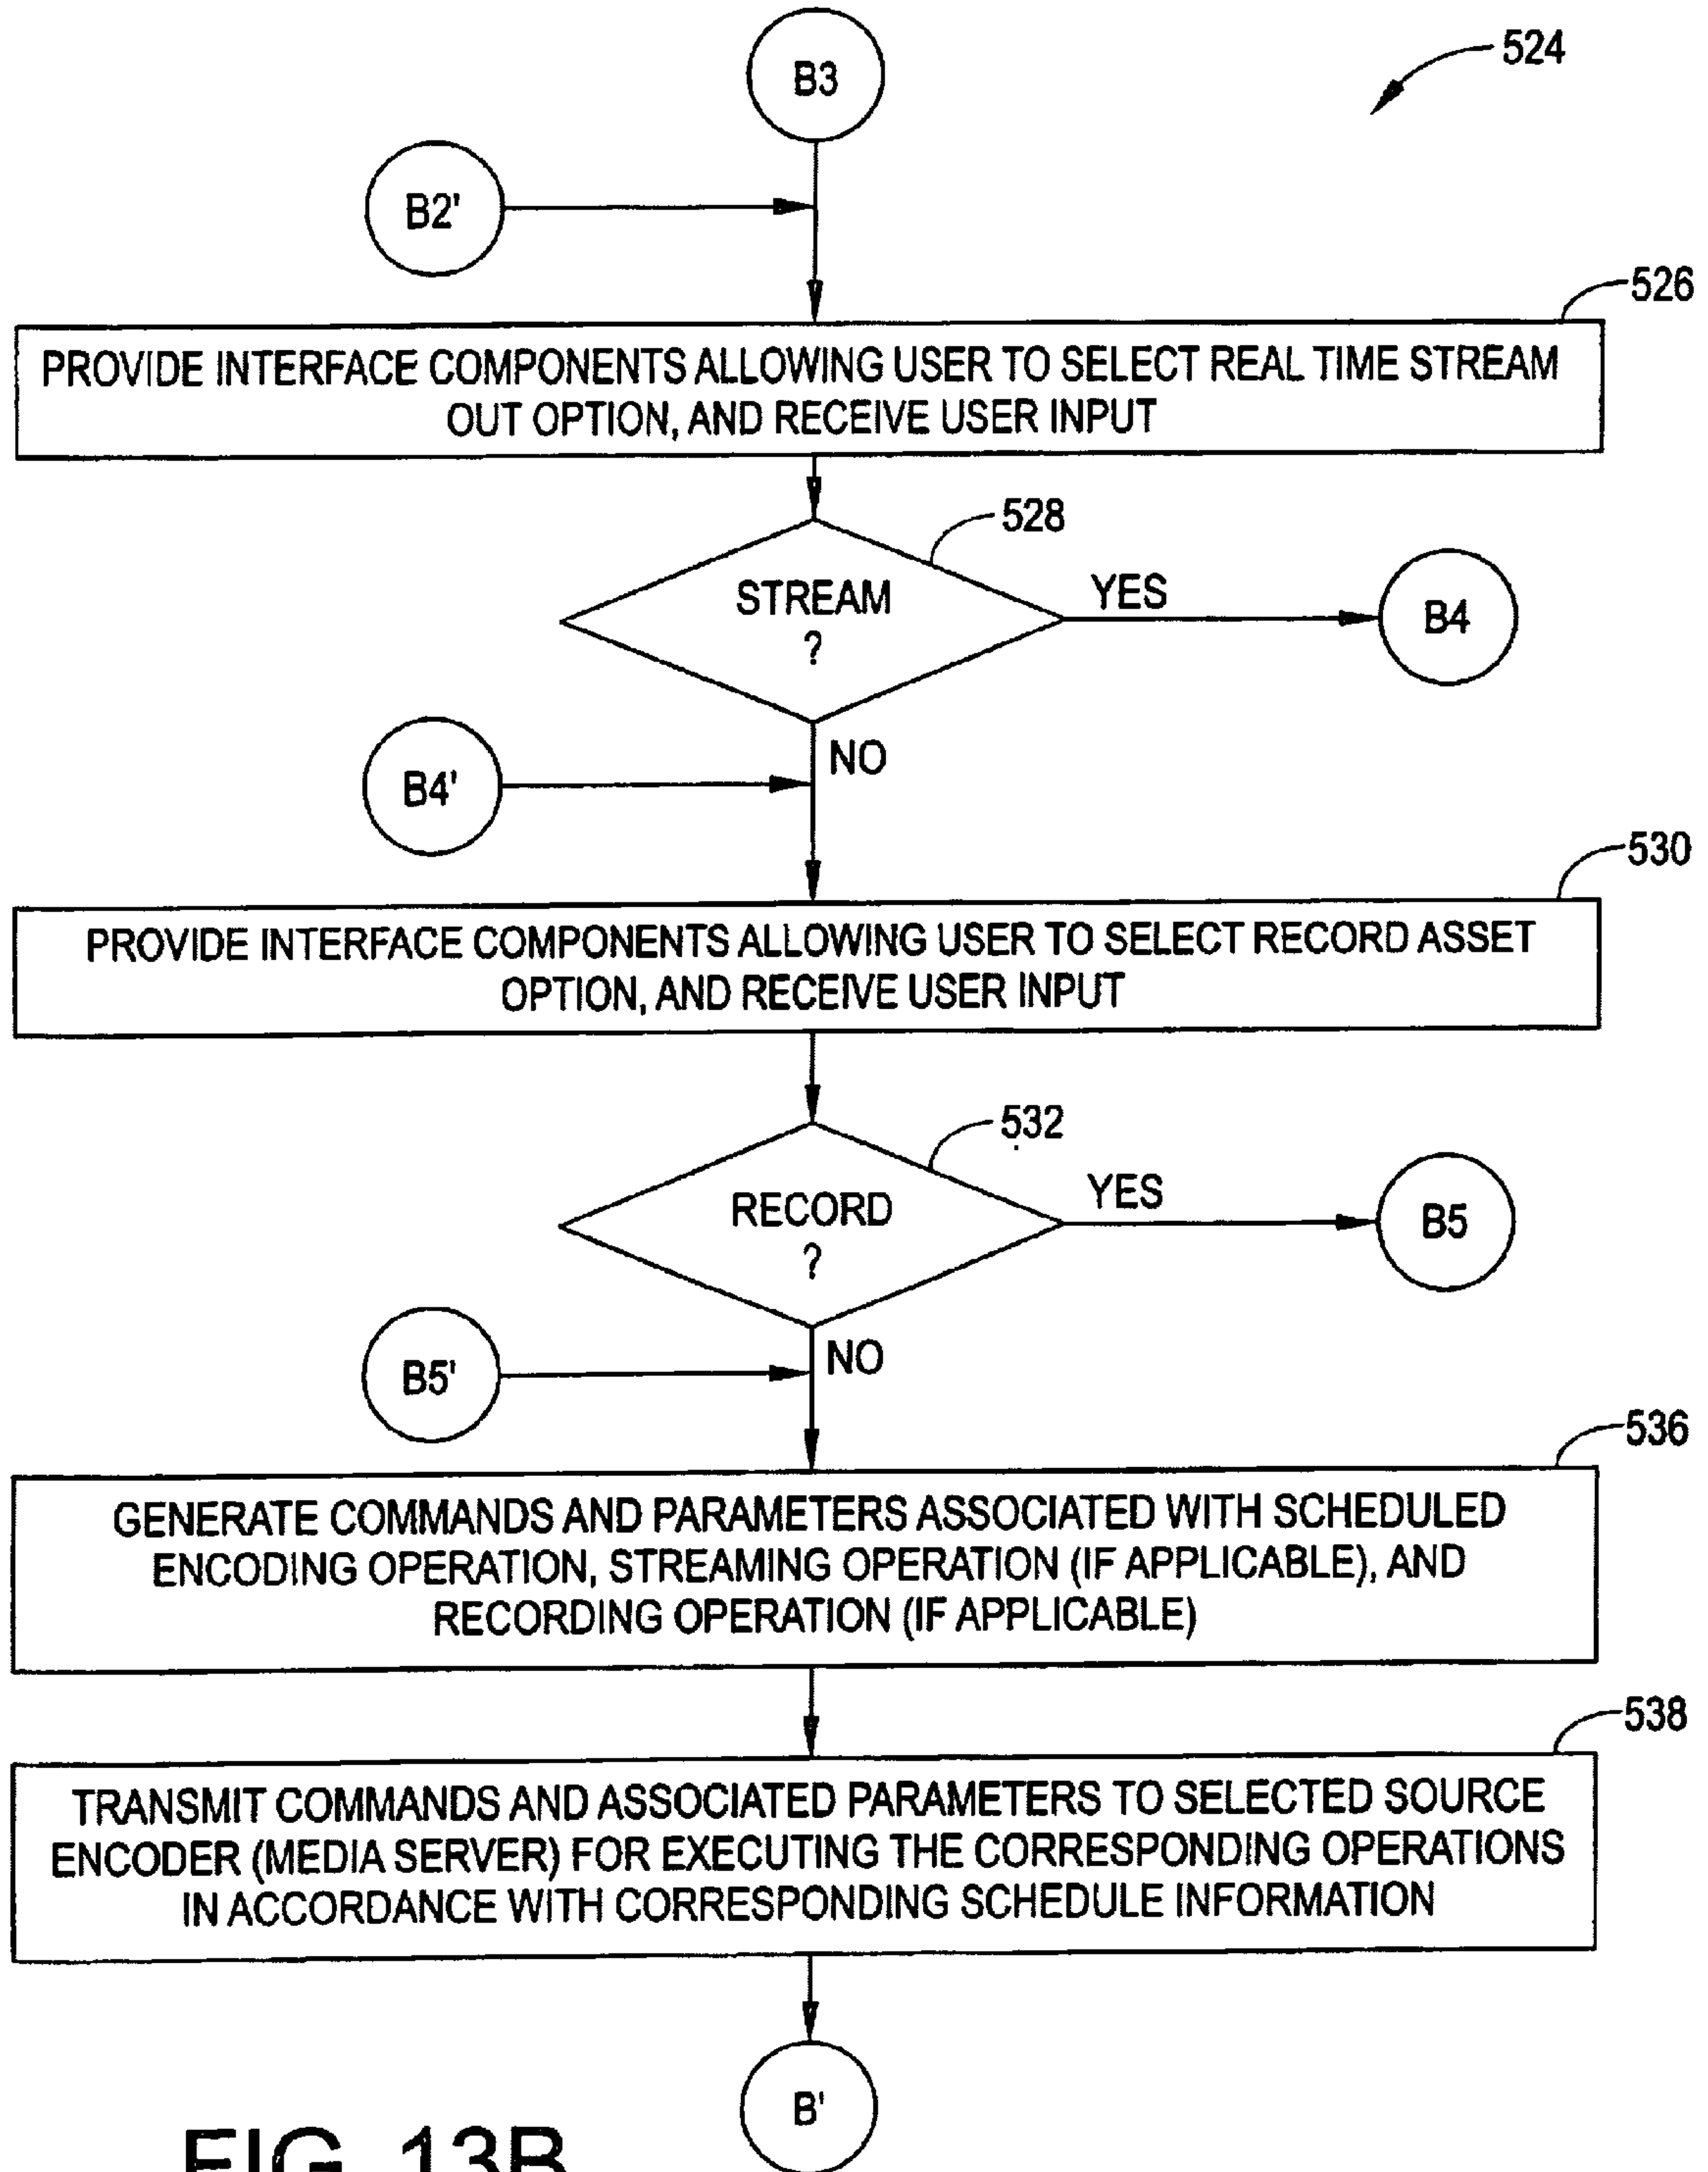 B3
524
B2'
526
PROVIDE INTERFACE COMPONENTS ALLOWING USER TO SELECT REAL TIME STREAM
OUT OPTION, AND RECEIVE USER INPUT
528
STREAM
?
YES
B4
NO
B4'
530
PROVIDE INTERFACE COMPONENTS ALLOWING USER TO SELECT RECORD ASSET
OPTION, AND RECEIVE USER INPUT
532
RECORD
?
YES
B5
NO
B5'
536
GENERATE COMMANDS AND PARAMETERS ASSOCIATED WITH SCHEDULED
ENCODING OPERATION, STREAMING OPERATION (IF APPLICABLE), AND
RECORDING OPERATION (IF APPLICABLE)
538
TRANSMIT COMMANDS AND ASSOCIATED PARAMETERS TO SELECTED SOURCE
ENCODER (MEDIA SERVER) FOR EXECUTING THE CORRESPONDING OPERATIONS
IN ACCORDANCE WITH CORRESPONDING SCHEDULE INFORMATION
B'
FIG. 13B